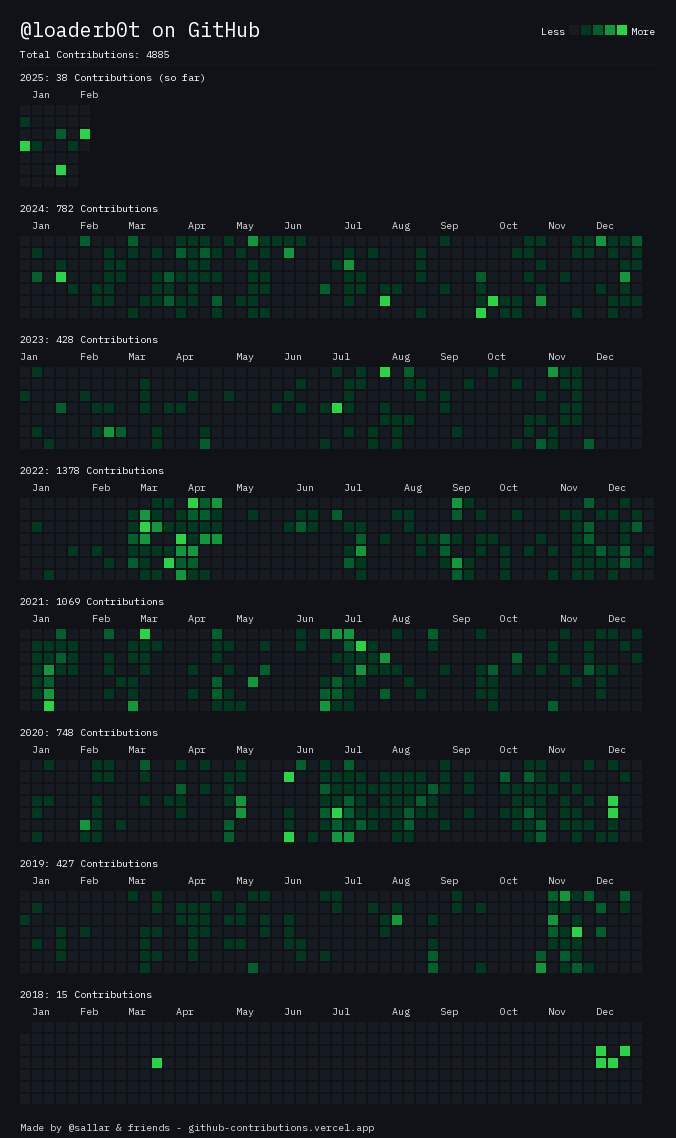 @loaderb0t on GitHub
Less More
Total Contributions: 4885
2025: 38 Contributions (so far)
Jan Feb
2024: 782 Contributions
Jan Feb Mar Apr May Jun Jul Aug Sep Oct Nov Dec
2023: 428 Contributions
Jan Feb Mar Apr May Jun Jul Aug Sep Oct Nov Dec
2022: 1378 Contributions
Jan Feb Mar Apr May Jun Jul Aug Sep Oct Nov Dec
2021: 1069 Contributions
Jan Feb Mar Apr May Jun Jul Aug Sep Oct Nov Dec
2020: 748 Contributions
Jan Feb Mar Apr May Jun Jul Aug Sep Oct Nov Dec
2019: 427 Contributions
Jan Feb Mar Apr May Jun Jul Aug Sep Oct Nov Dec
2018: 15 Contributions
Jan Feb Mar Apr May Jun Jul Aug Sep Oct Nov Dec
Made by @sallar & friends - github-contributions.vercel.app